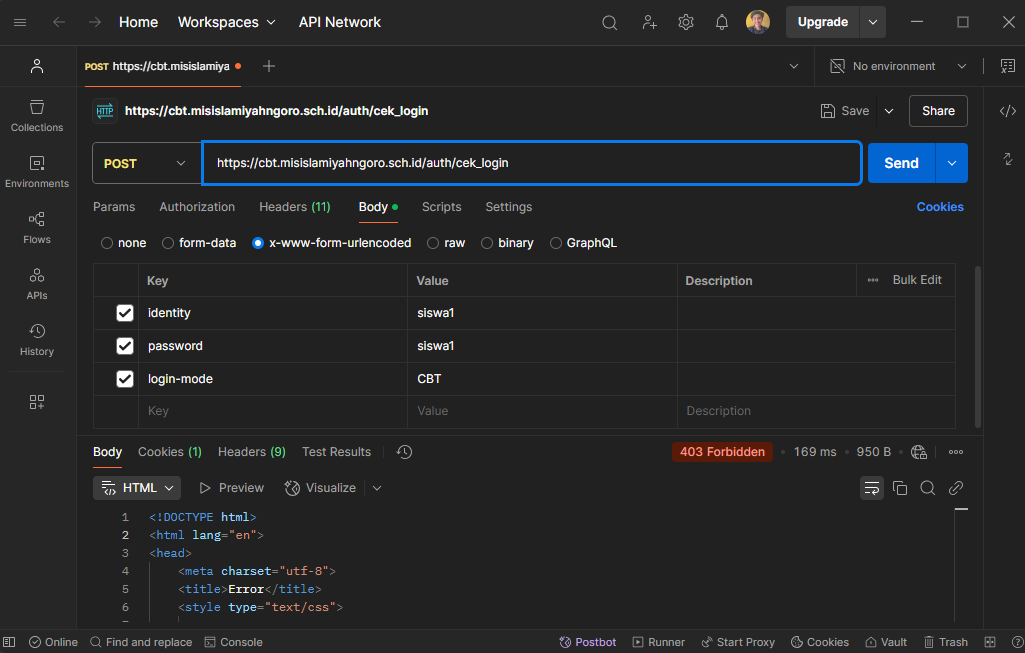 Home Workspaces API Network Upgrade
POST https://cbt.misislamiya No environment
HTTP https://cbt.misislamiyahngoro.sch.id/auth/cek_login Save Share
Collections
POST https://cbt.misislamiyahngoro.sch.id/auth/cek_login Send
Environments
Params Authorization Headers (11) Body Scripts Settings Cookies
Flows
none form-data x-www-form-urlencoded raw binary GraphQL
Key Value Description Bulk Edit
APIs
identity siswa1
password siswa1
History
login-mode CBT
Key Value Description
Body Cookies (1) Headers (9) Test Results 403 Forbidden 169 ms 950 B
HTML Preview Visualize
1 <!DOCTYPE html>
2 <html lang="en">
3 <head>
4 <meta charset="utf-8">
5 <title>Error</title>
6 <style type="text/css">
Online Find and replace Console Postbot Runner Start Proxy Cookies Vault Trash